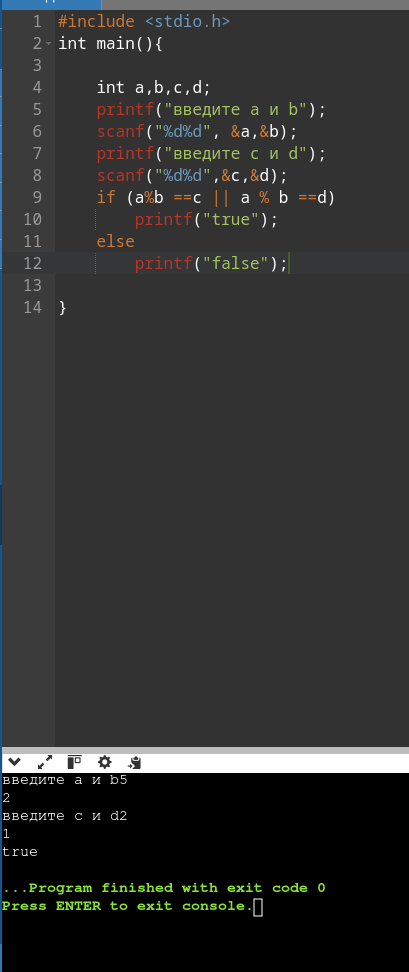 1 #include <stdio.h>
2 int main(){
3
4 int a,b,c,d;
5 printf("введите a и b");
6 scanf("%d%d", &a,&b);
7 printf("введите c и d");
8 scanf("%d%d",&c,&d);
9 if (a%b ==c || a % b ==d)
10 printf("true");
11 else
12 printf("false");
13
14 }
введите a и b5
2
введите c и d2
1
true
...Program finished with exit code 0
Press ENTER to exit console.